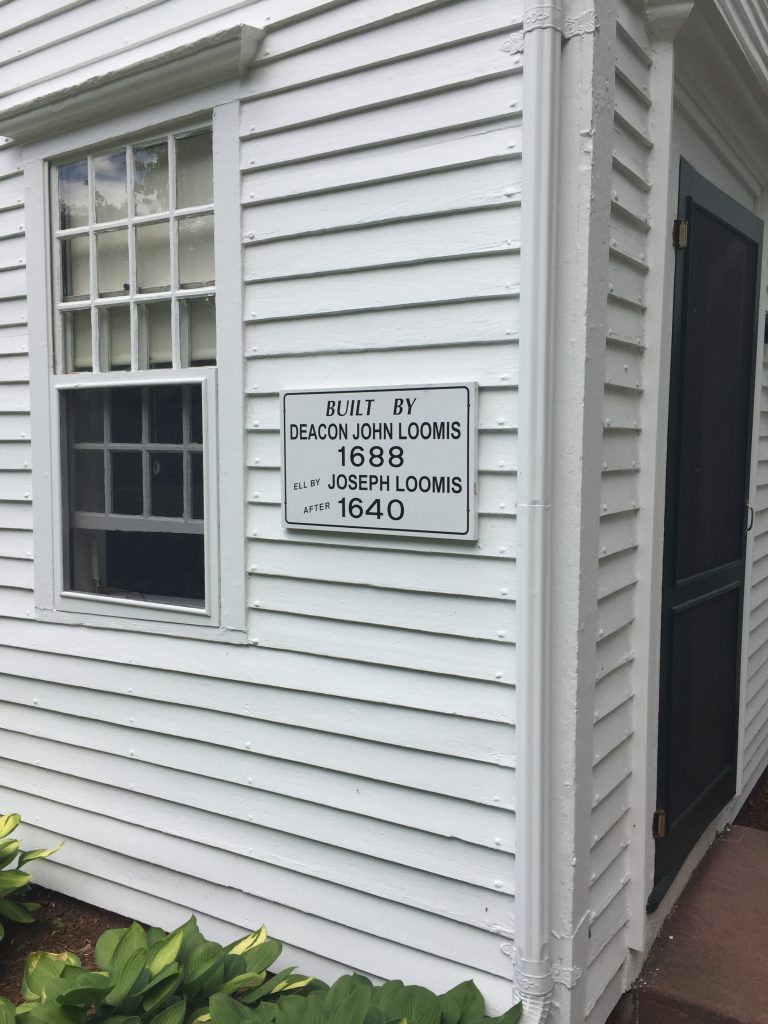 BUILT BY
DEACON JOHN LOOMIS
1688
ELL BY JOSEPH LOOMIS
AFTER 1640